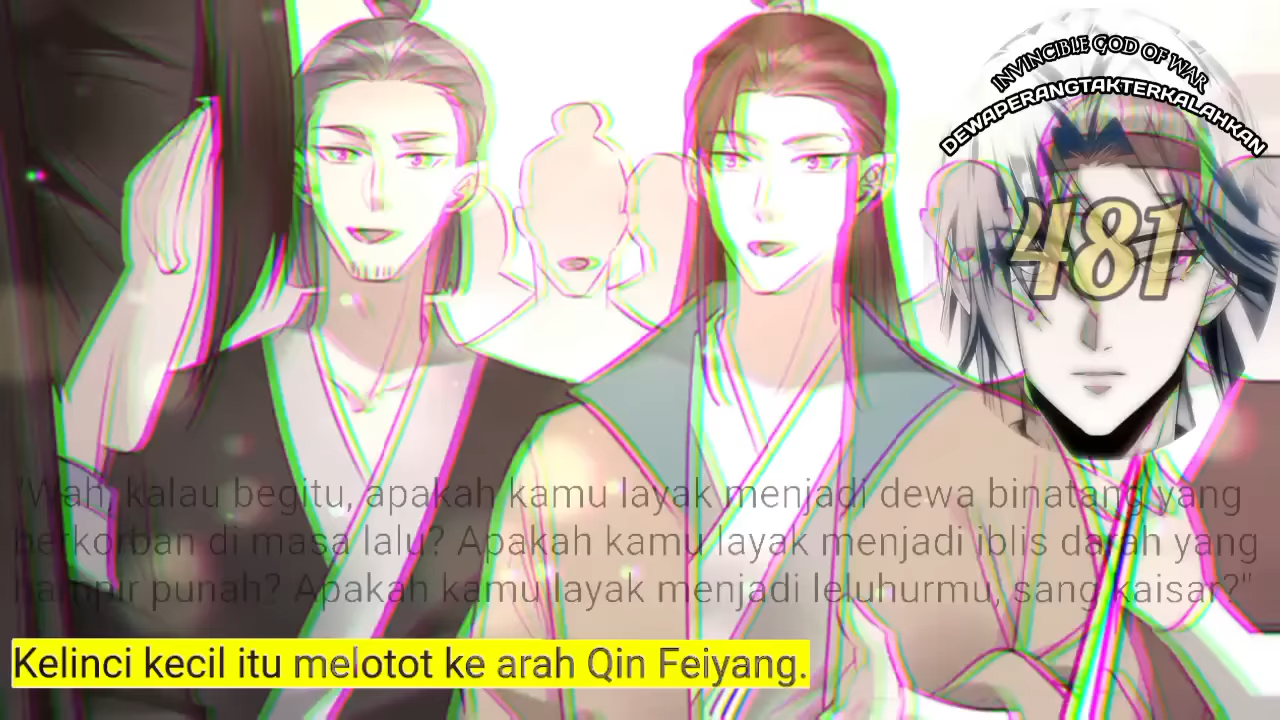 INVINCIBLE GOD OF WAR
DEWAPERANGTAKTERKALAHKAN
481
"Wah, kalau begitu, apakah kamu layak menjadi dewa binatang yang
berkorban di masa lalu? Apakah kamu layak menjadi iblis darah yang
hampir punah? Apakah kamu layak menjadi leluhurmu, sang kaisar?"
Kelinci kecil itu melotot ke arah Qin Feiyang.